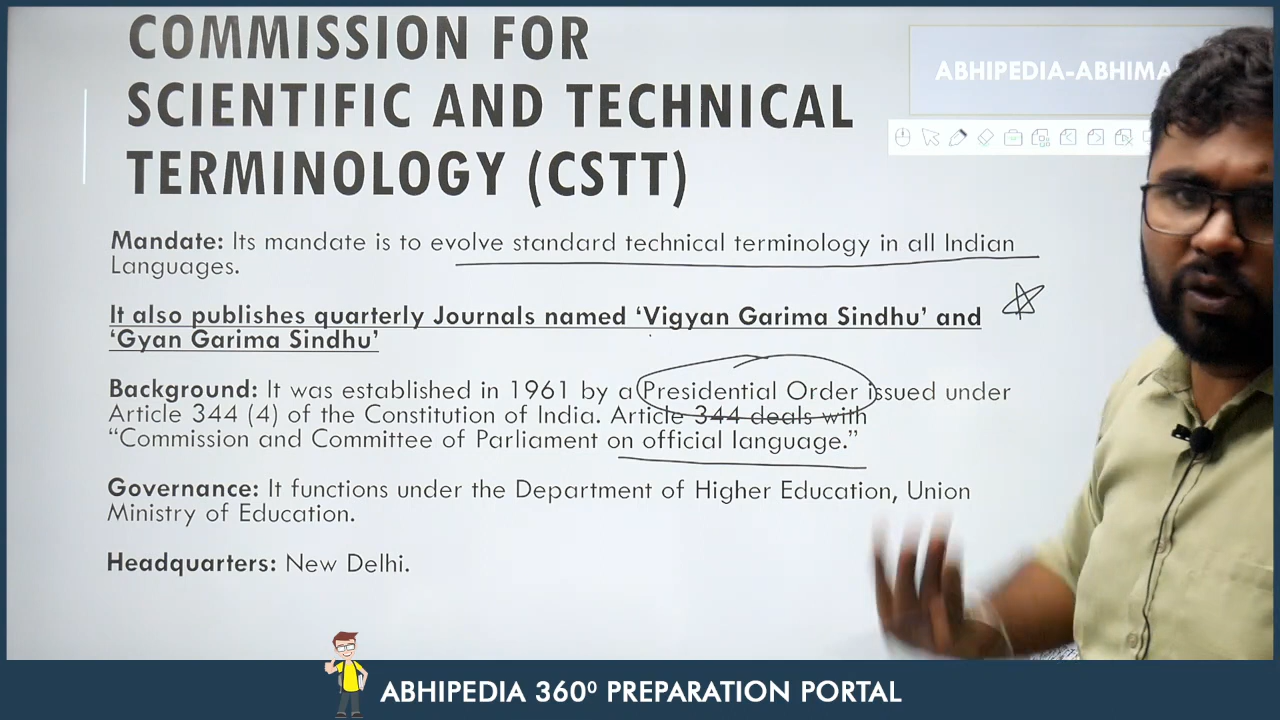 COMMISSION FOR
SCIENTIFIC AND TECHNICAL
TERMINOLOGY (CSTT)
ABHIPEDIA-ABHIMA
Mandate: Its mandate is to evolve standard technical terminology in all Indian
Languages.
It also publishes quarterly Journals named ‘Vigyan Garima Sindhu’ and
‘Gyan Garima Sindhu’
Background: It was established in 1961 by a Presidential Order issued under
Article 344 (4) of the Constitution of India. Article 344 deals with
“Commission and Committee of Parliament on official language.”
Governance: It functions under the Department of Higher Education, Union
Ministry of Education.
Headquarters: New Delhi.
ABHIPEDIA 360⁰ PREPARATION PORTAL